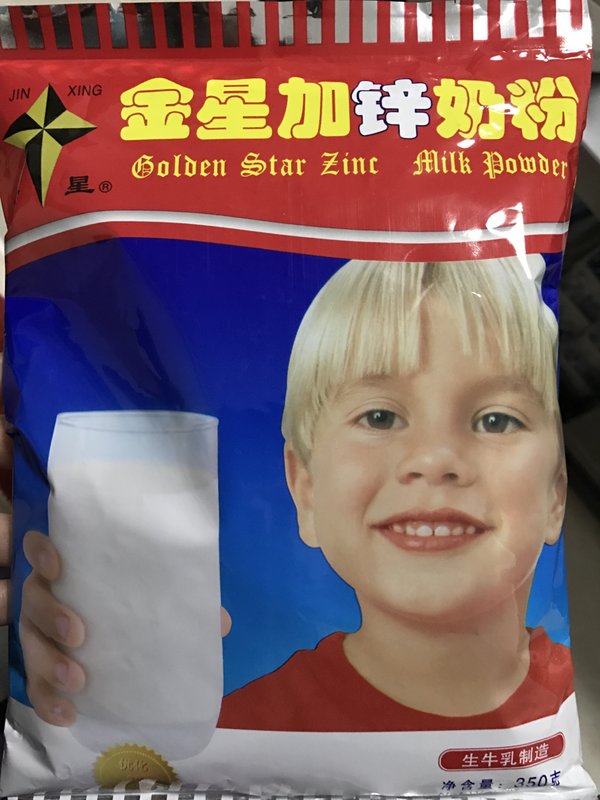 JIN XING
星®
金星加锌奶粉
Golden Star Zinc Milk Powder
生牛乳制造
净含量: 350克